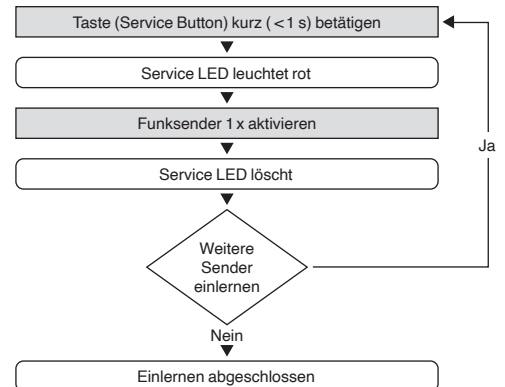 Taste (Service Button) kurz (<1 s) betätigen
Service LED leuchtet rot
Funksender 1 x aktivieren
Ja
Service LED löscht
Weitere
Sender
einlernen
Nein
Einlernen abgeschlossen